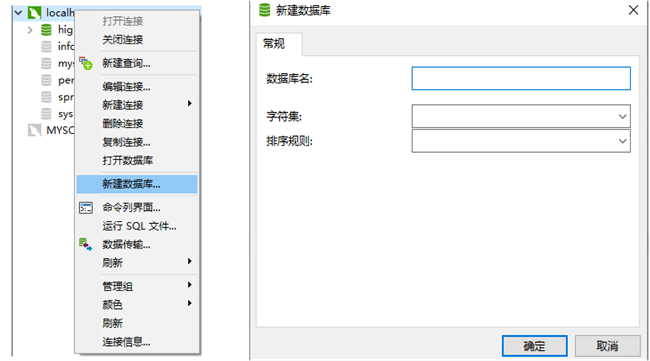 localh
hig
info
mys
per
spr
sys
MYSC
打开连接
关闭连接
新建查询...
编辑连接...
新建连接
删除连接
复制连接...
打开数据库
新建数据库...
命令列界面...
运行 SQL 文件...
数据传输...
刷新
管理组
颜色
刷新
连接信息...
新建数据库
常规
数据库名:
字符集:
排序规则:
确定
取消